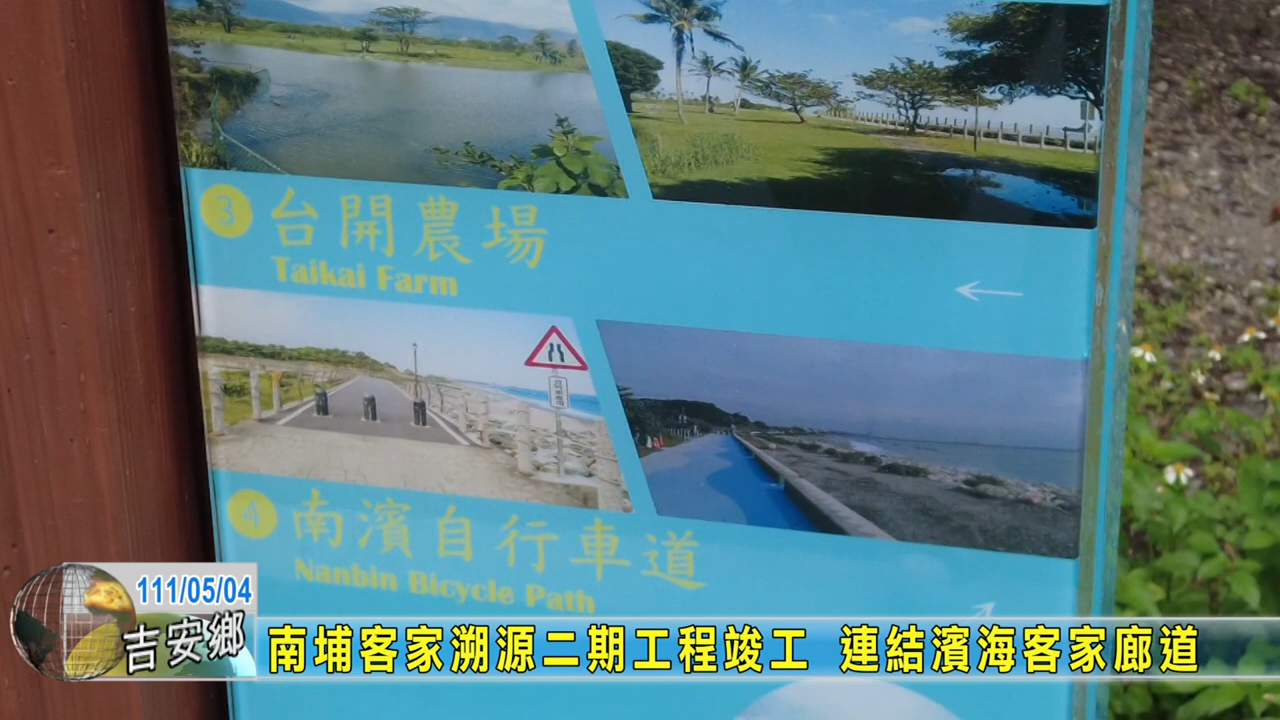 3 台開農場
Taikai Farm
4 南濱自行車道
Nanbin Bicycle Path
111/05/04
吉安鄉
南埔客家溯源二期工程竣工 連結濱海客家廊道